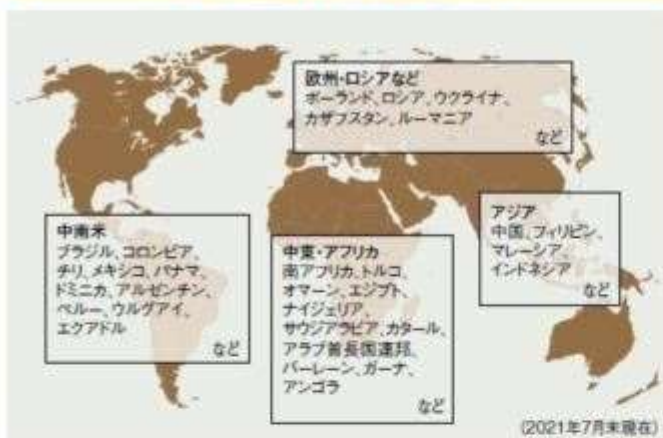 欧州・ロシアなど
ポーランド、ロシア、ウクライナ、
カザフスタン、ルーマニア
など
中南米
ブラジル、コロンビア、
チリ、メキシコ、パナマ、
ドミニカ、アルゼンチン、
ペルー、ウルグアイ、
エクアドル
など
中東・アフリカ
南アフリカ、トルコ、
オマーン、エジプト、
ナイジェリア、
サウジアラビア、カタール、
アラブ首長国連邦、
バーレーン、ガーナ、
アンゴラ
など
アジア
中国、フィリピン、
マレーシア、
インドネシア
など
(2021年7月末現在)